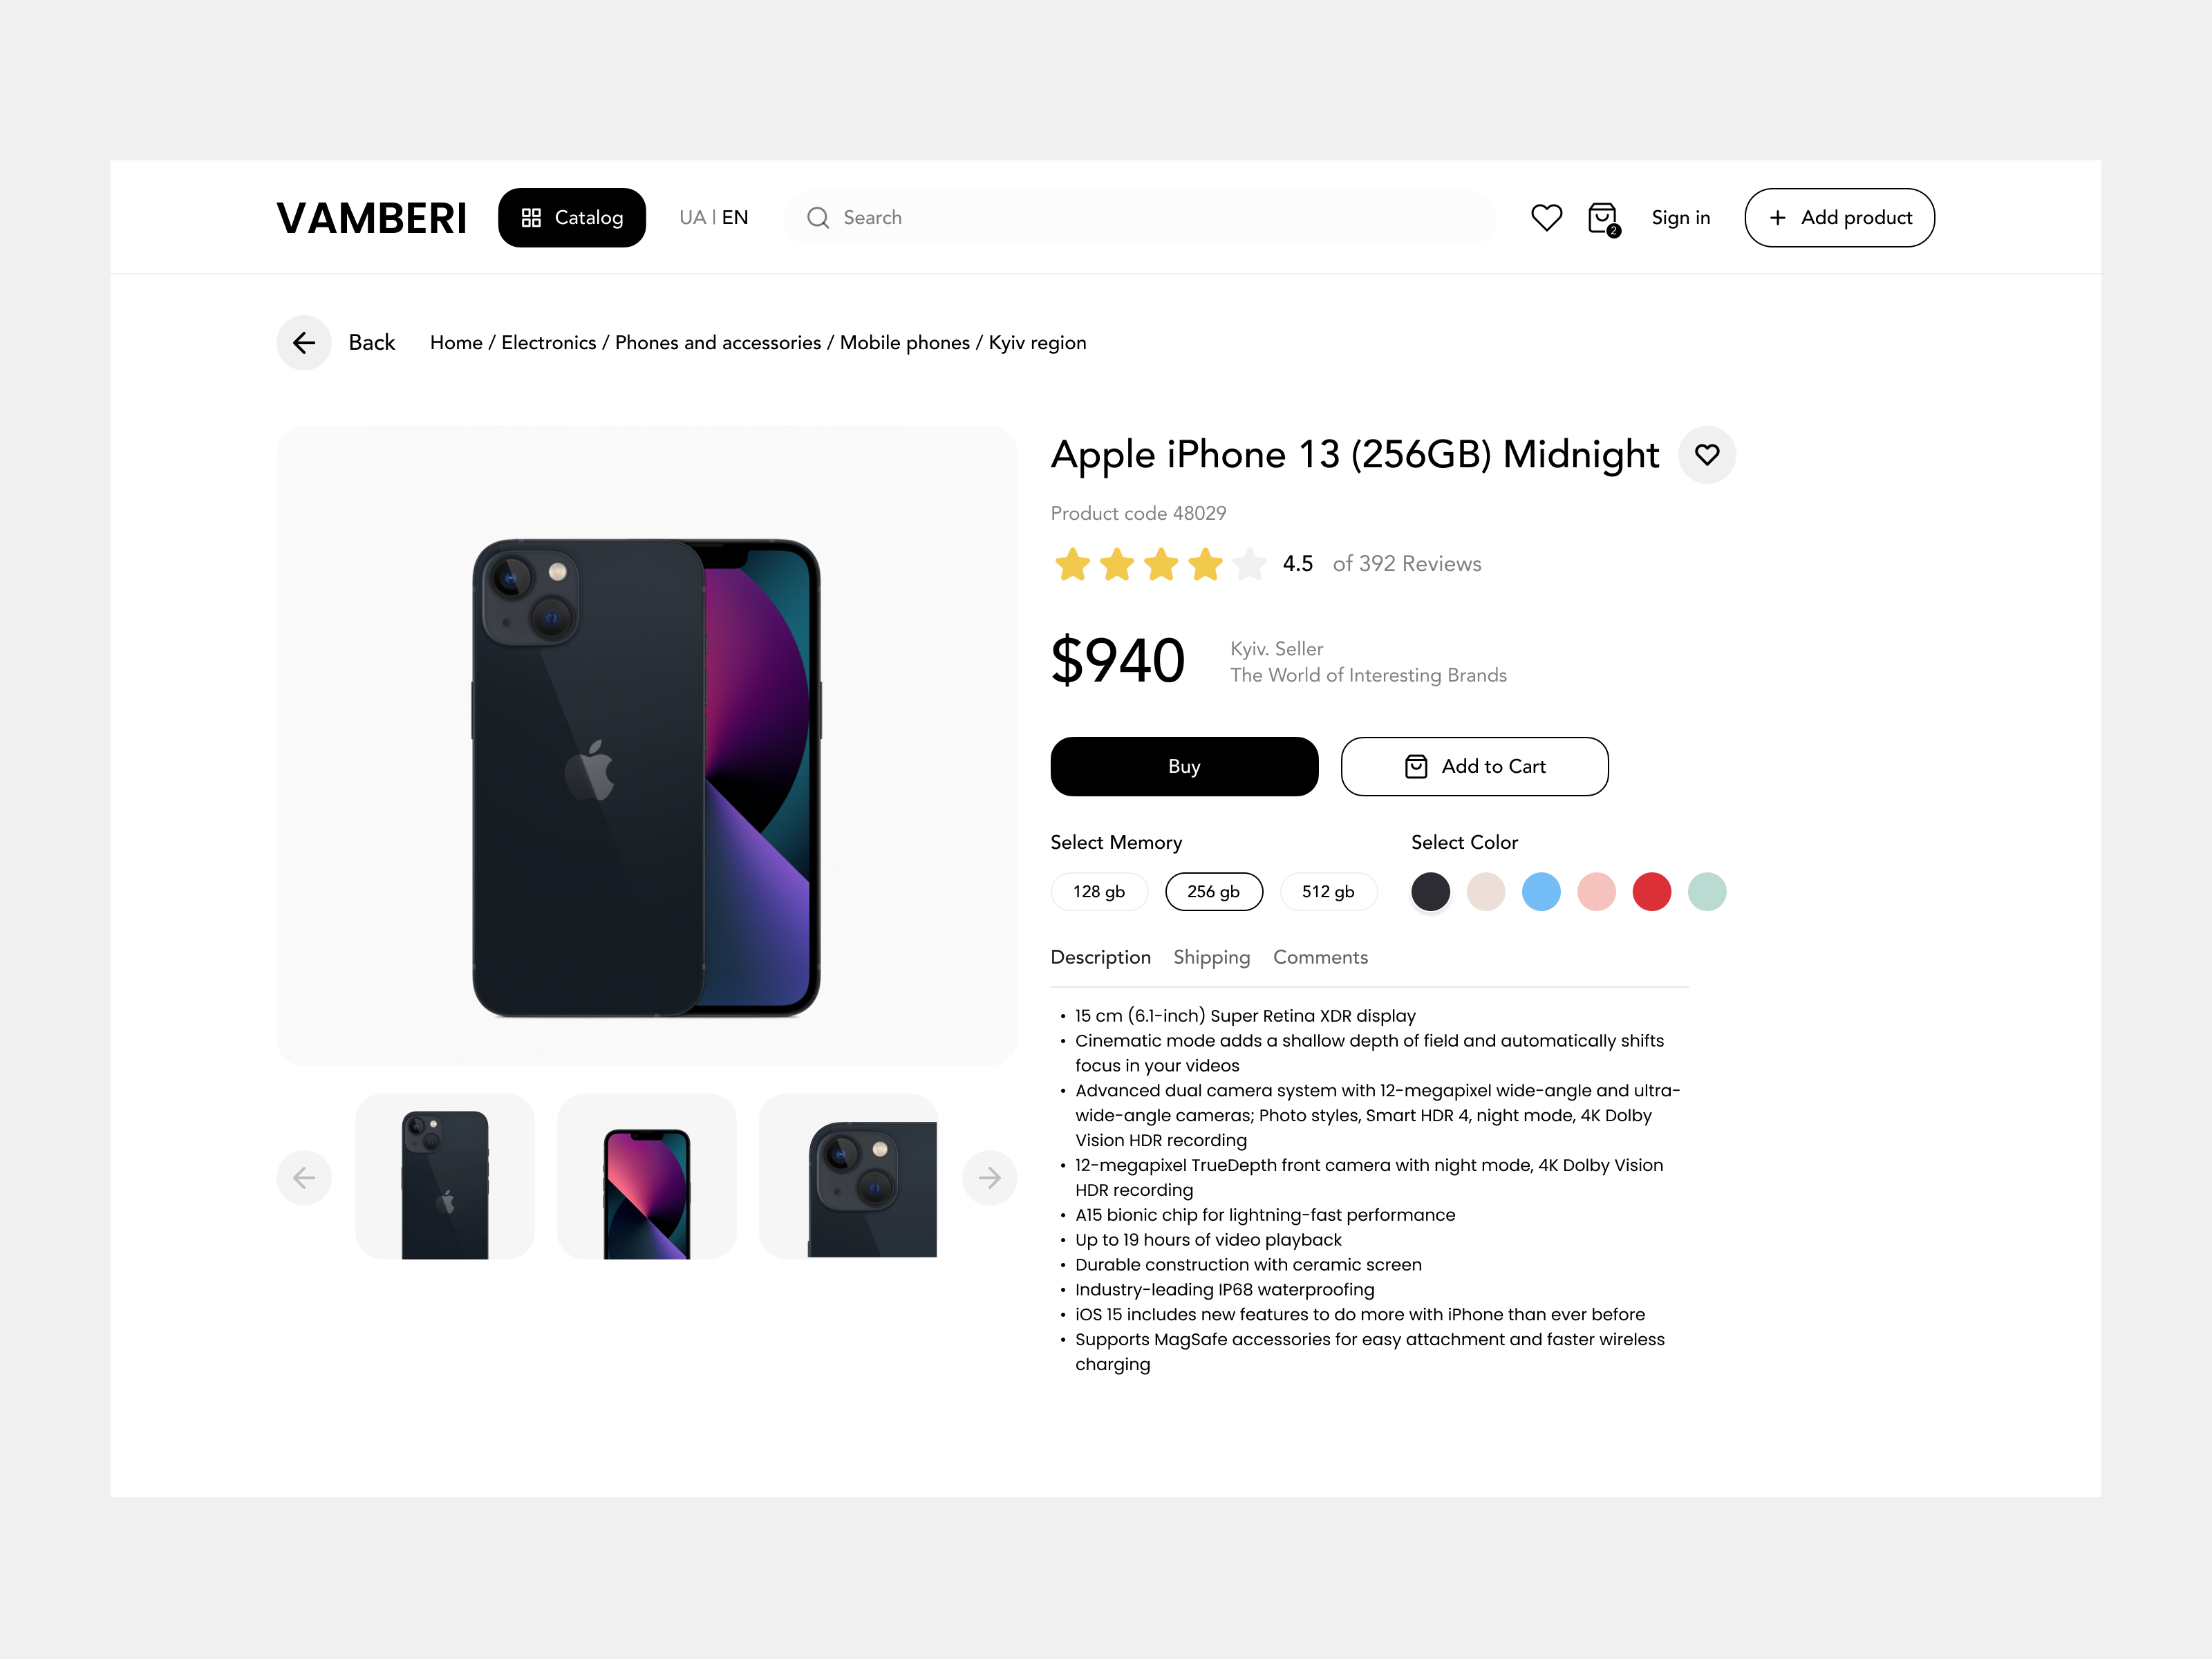 VAMBERI
Catalog
UA | EN
Search
2
Sign in
+ Add product
Back
Home / Electronics / Phones and accessories / Mobile phones / Kyiv region
Apple iPhone 13 (256GB) Midnight
Product code 48029
4.5 of 392 Reviews
$940
Kyiv. Seller
The World of Interesting Brands
Buy
Add to Cart
Select Memory
128 gb
256 gb
512 gb
Select Color
Description
Shipping
Comments
• 15 cm (6.1-inch) Super Retina XDR display
• Cinematic mode adds a shallow depth of field and automatically shifts
focus in your videos
• Advanced dual camera system with 12-megapixel wide-angle and ultra-
wide-angle cameras; Photo styles, Smart HDR 4, night mode, 4K Dolby
Vision HDR recording
• 12-megapixel TrueDepth front camera with night mode, 4K Dolby Vision
HDR recording
• A15 bionic chip for lightning-fast performance
• Up to 19 hours of video playback
• Durable construction with ceramic screen
• Industry-leading IP68 waterproofing
• iOS 15 includes new features to do more with iPhone than ever before
• Supports MagSafe accessories for easy attachment and faster wireless
charging